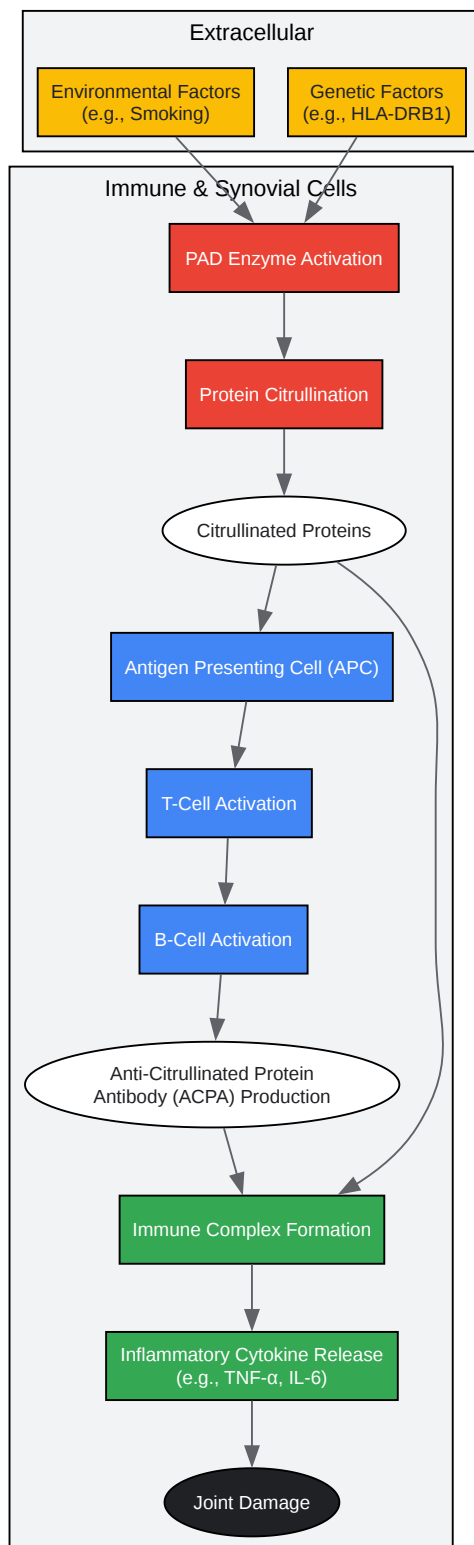 Extracellular
Environmental Factors
(e.g., Smoking)
Genetic Factors
(e.g., HLA-DRB1)
Immune & Synovial Cells
PAD Enzyme Activation
Protein Citrullination
Citrullinated Proteins
Antigen Presenting Cell (APC)
T-Cell Activation
B-Cell Activation
Anti-Citrullinated Protein
Antibody (ACPA) Production
Immune Complex Formation
Inflammatory Cytokine Release
(e.g., TNF-α, IL-6)
Joint Damage